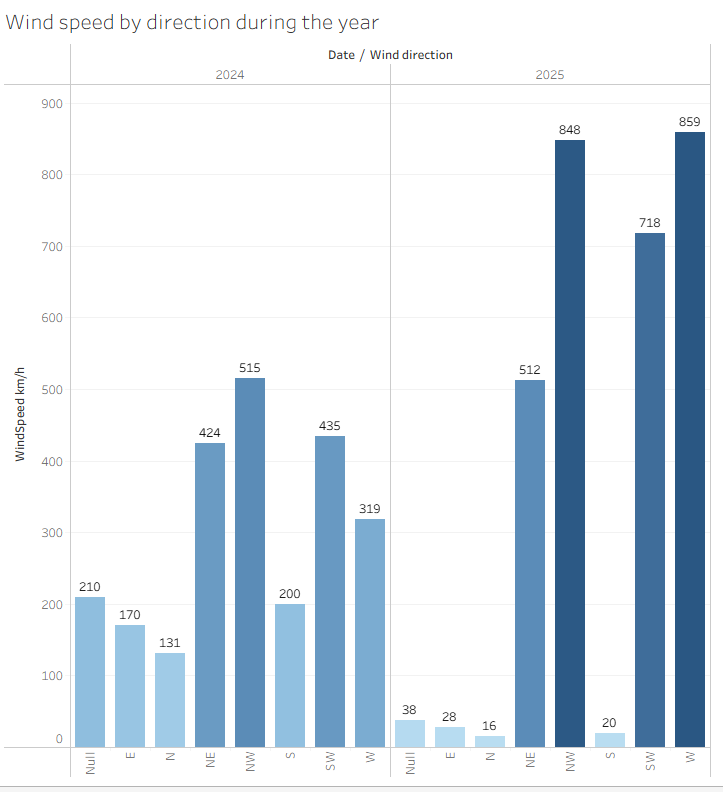 Wind speed by direction during the year
Date / Wind direction
2024 2025
WindSpeed km/h
900
800
700
600
500
400
300
200
100
0
210 170 131 424 515 200 435 319 38 28 16 512 848 20 718 859
Null E N NE NW S SW W Null E N NE NW S SW W